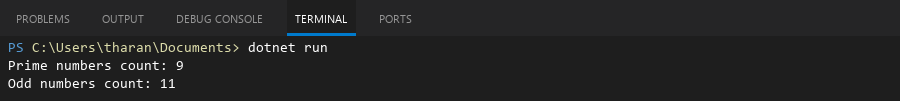 PROBLEMS OUTPUT DEBUG CONSOLE TERMINAL PORTS
PS C:\Users\tharan\Documents> dotnet run
Prime numbers count: 9
Odd numbers count: 11